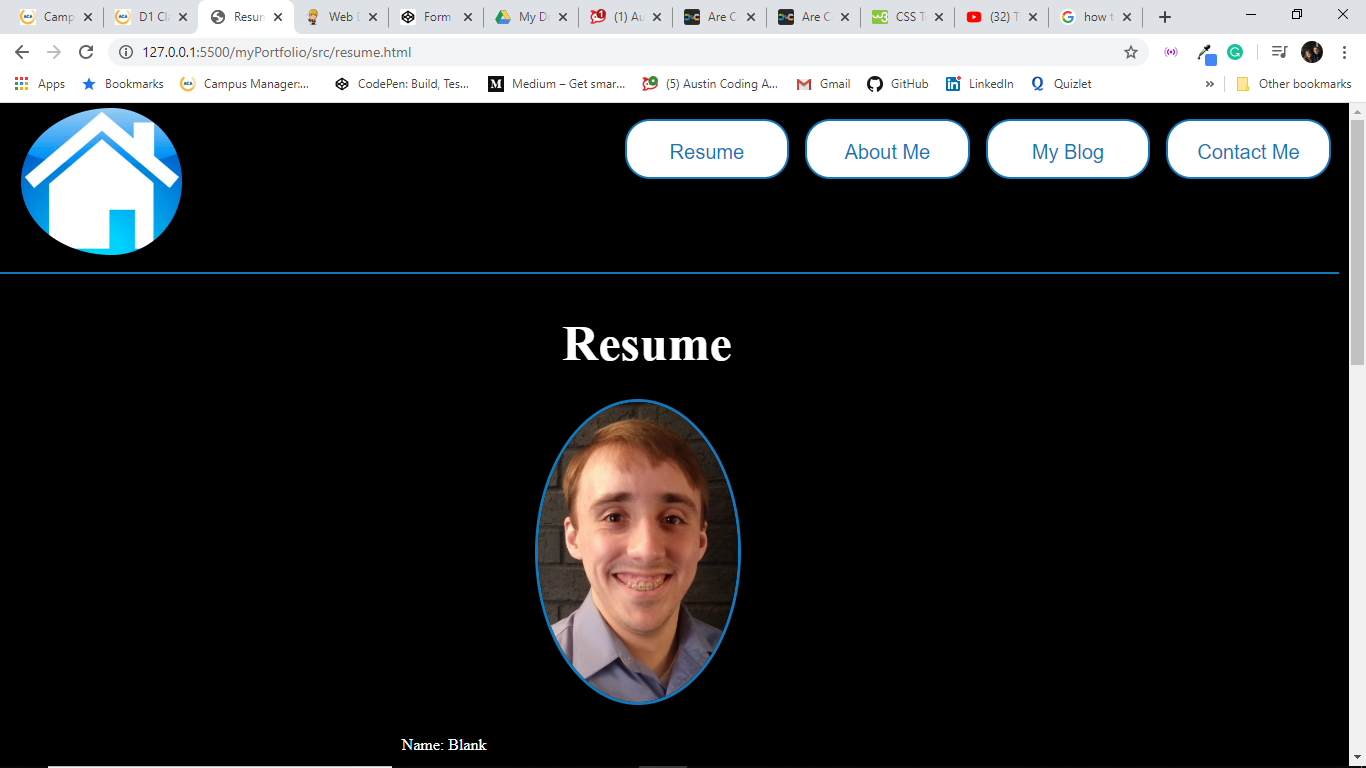 Camp
D1 Cl
Resum
Web D
Form
My Dr
(1) Au
Are C
Are C
CSS T
(32) T
how t
127.0.0.1:5500/myPortfolio/src/resume.html
Apps
Bookmarks
Campus Manager:...
CodePen: Build, Tes...
Medium – Get smar...
(5) Austin Coding A...
Gmail
GitHub
LinkedIn
Quizlet
»
Other bookmarks
Resume
About Me
My Blog
Contact Me
Resume
Name: Blank